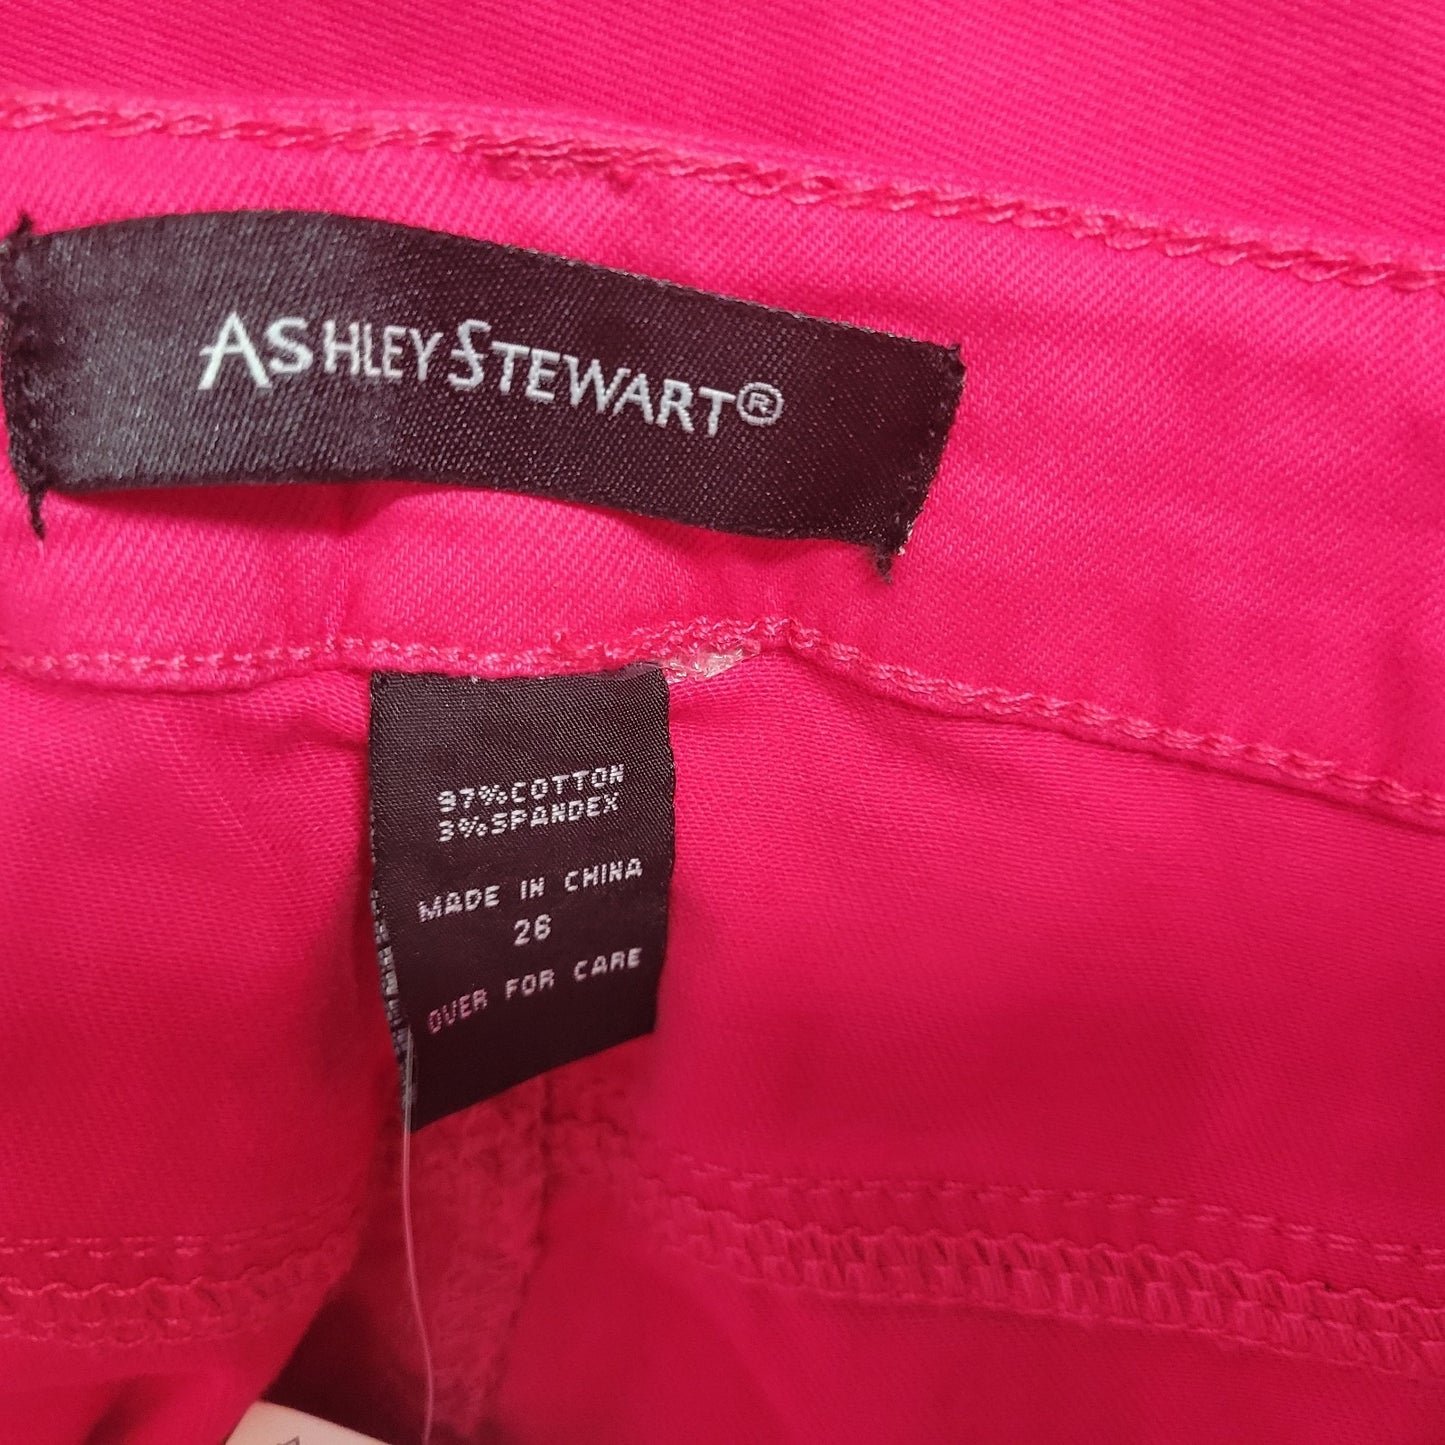 ASHLEY STEWART®
97%COTTON
3%SPANDEX
MADE IN CHINA
26
OVER FOR CARE